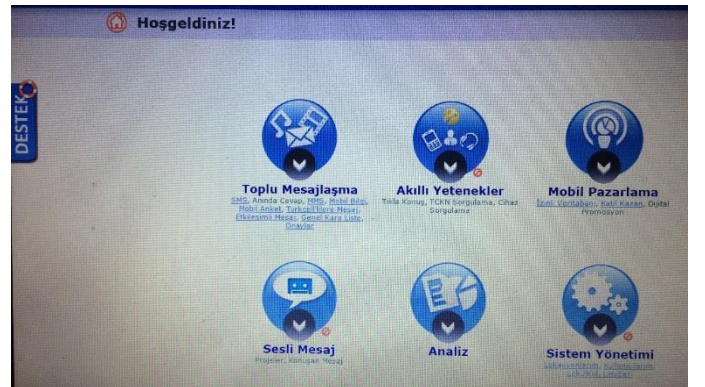 Hoşgeldiniz!
DESTEK
Toplu Mesajlaşma
SMS, Anında Cevap, MMS, Mobil Bilgi,
Mobil Anket, Turkcell'lilere Mesaj,
Etkileşimli Mesaj, Genel Kara Liste,
Onaylar
Akıllı Yetenekler
Tıkla Konuş, TCKN Sorgulama, Cihaz
Sorgulama
Mobil Pazarlama
İzinli Veritabanı, Katıl Kazan, Dijital
Promosyon
Sesli Mesaj
Projeler, Konuşan Mesaj
Analiz
Sistem Yönetimi